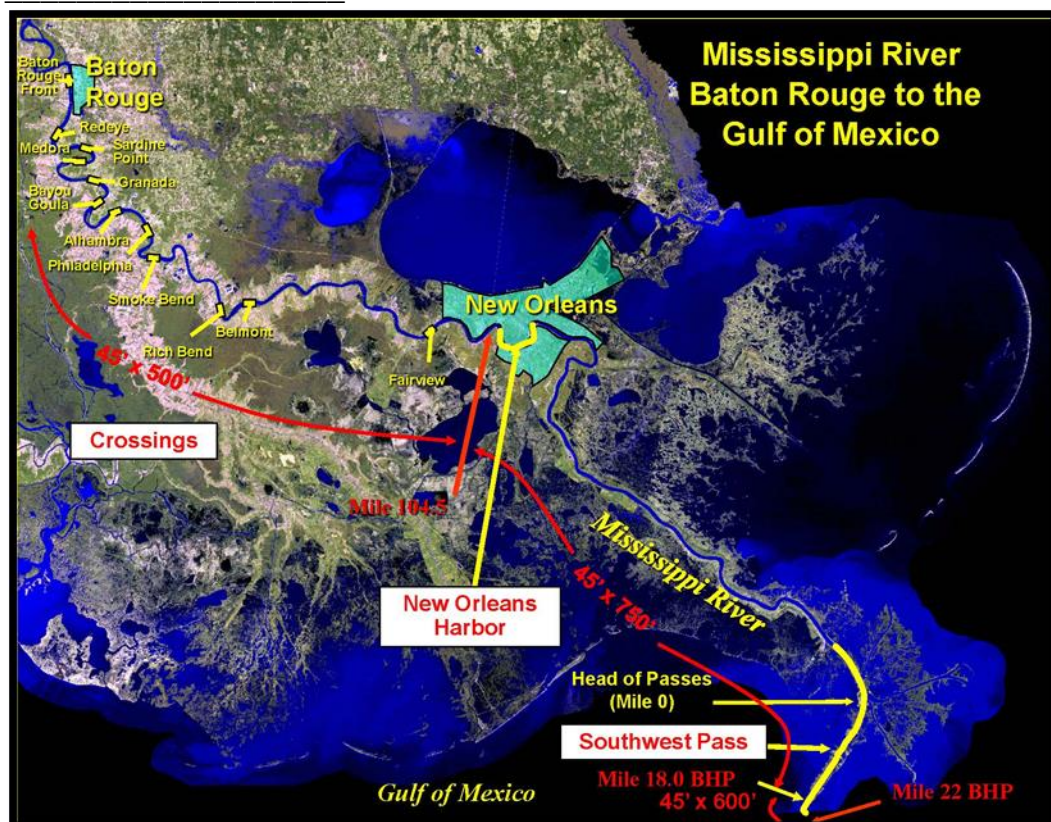 Mississippi River
Baton Rouge to the
Gulf of Mexico
Baton
Rouge
Front
Baton
Rouge
Redeye
Medora
Sardine
Point
Granada
Bayou
Goula
Alhambra
Philadelphia
Smoke Bend
Rich Bend
Belmont
New Orleans
Fairview
45' x 500'
Crossings
Mile 104.5
New Orleans
Harbor
45' x 750'
Mississippi River
Head of Passes
(Mile 0)
Southwest Pass
Mile 18.0 BHP
45' x 600'
Mile 22 BHP
Gulf of Mexico